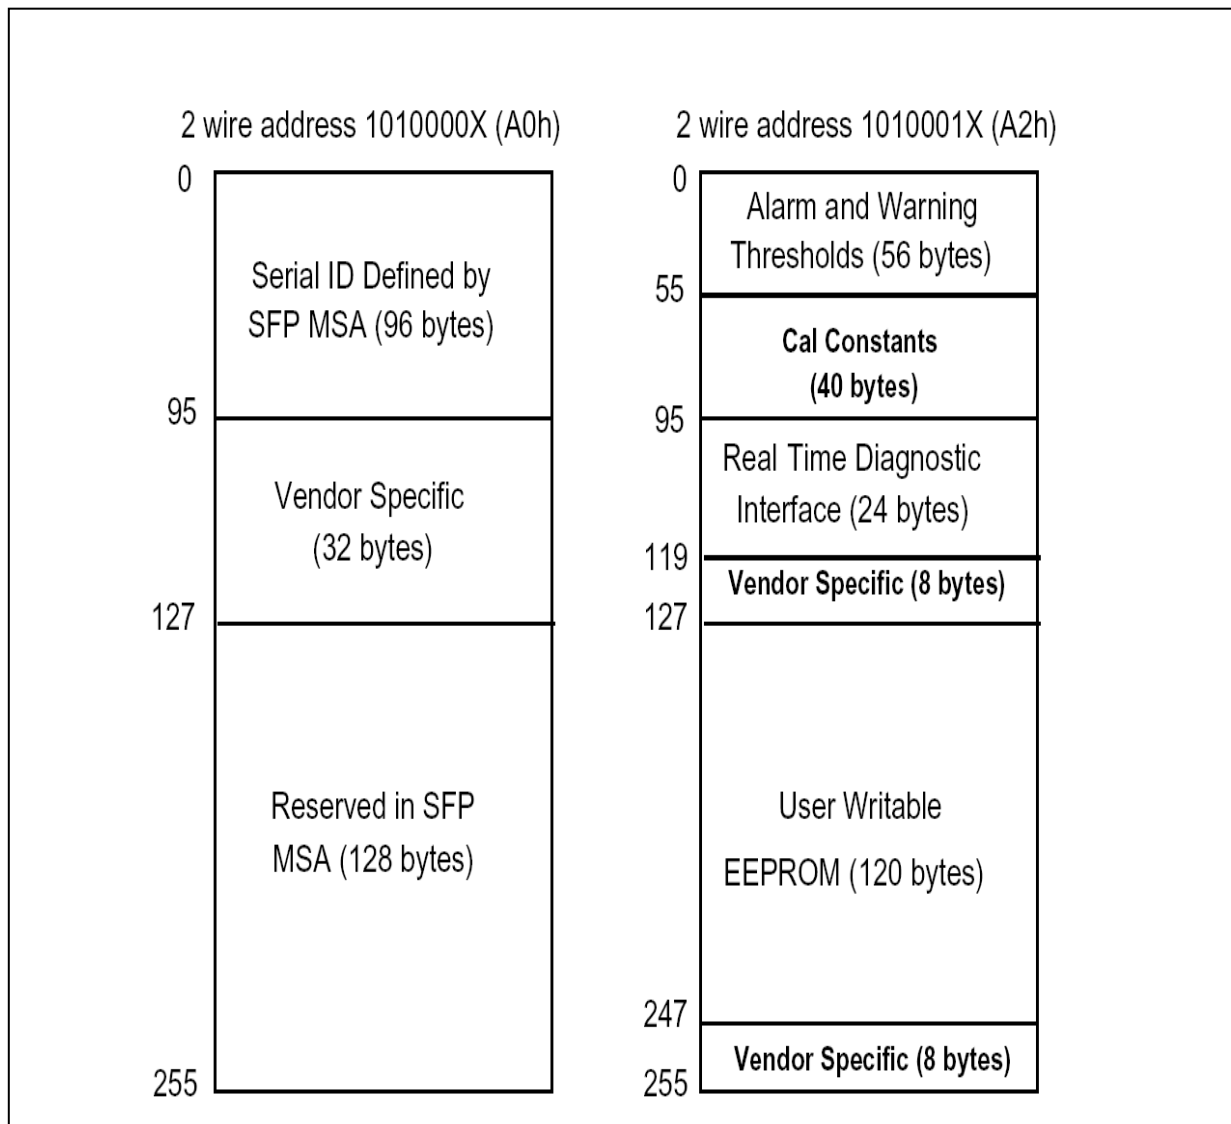 2 wire address 1010000X (A0h)
0
Serial ID Defined by
SFP MSA (96 bytes)
95
Vendor Specific
(32 bytes)
127
Reserved in SFP
MSA (128 bytes)
255
2 wire address 1010001X (A2h)
0
Alarm and Warning
Thresholds (56 bytes)
55
Cal Constants
(40 bytes)
95
Real Time Diagnostic
Interface (24 bytes)
119
Vendor Specific (8 bytes)
127
User Writable
EEPROM (120 bytes)
247
Vendor Specific (8 bytes)
255